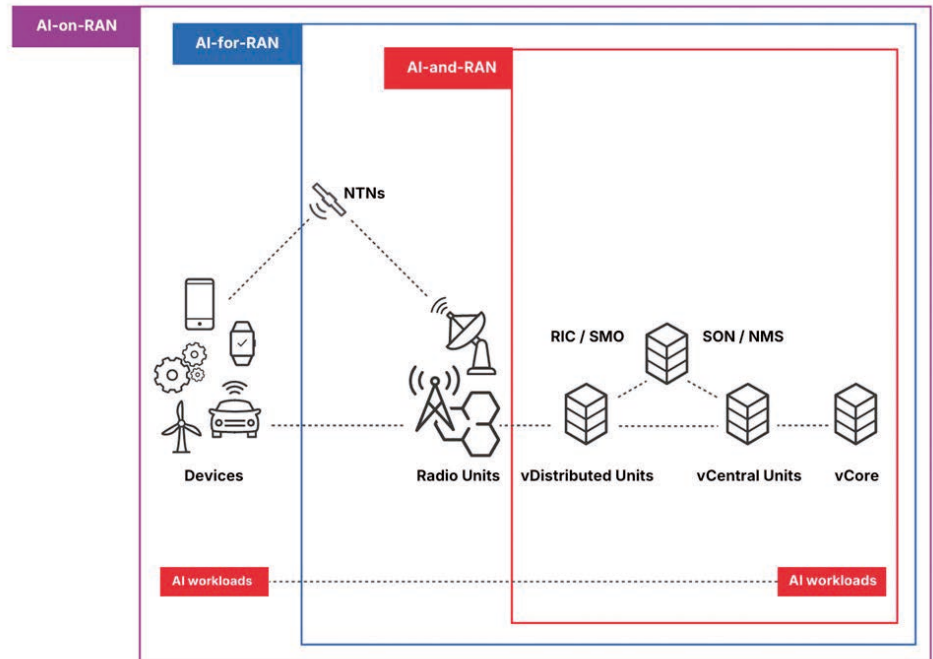 AI-on-RAN
AI-for-RAN
AI-and-RAN
NTNs
RIC / SMO
SON / NMS
Devices
Radio Units
vDistributed Units
vCentral Units
vCore
AI workloads
AI workloads